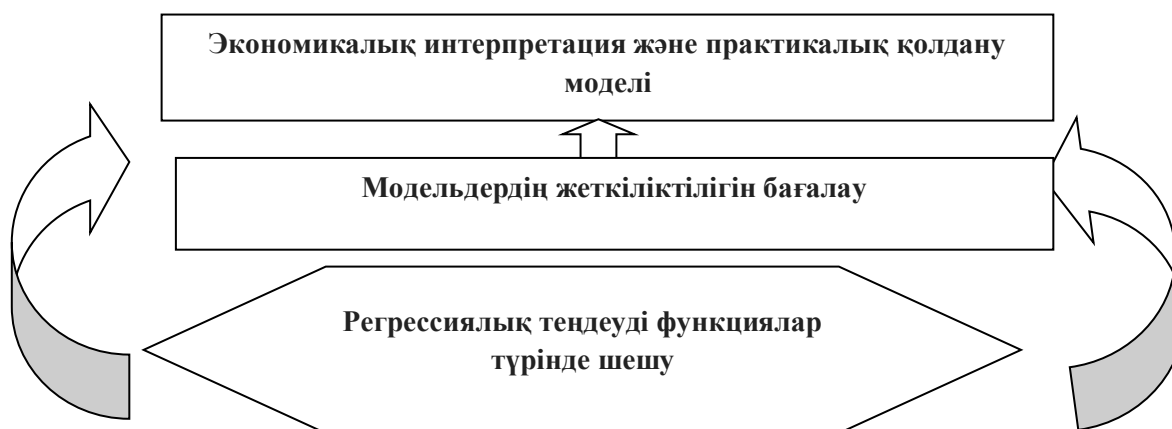 Экономикалық интерпретация және практикалық қолдану
моделі
Модельдердің жеткіліктілігін бағалау
Регрессиялық теңдеуді функциялар
түрінде шешу